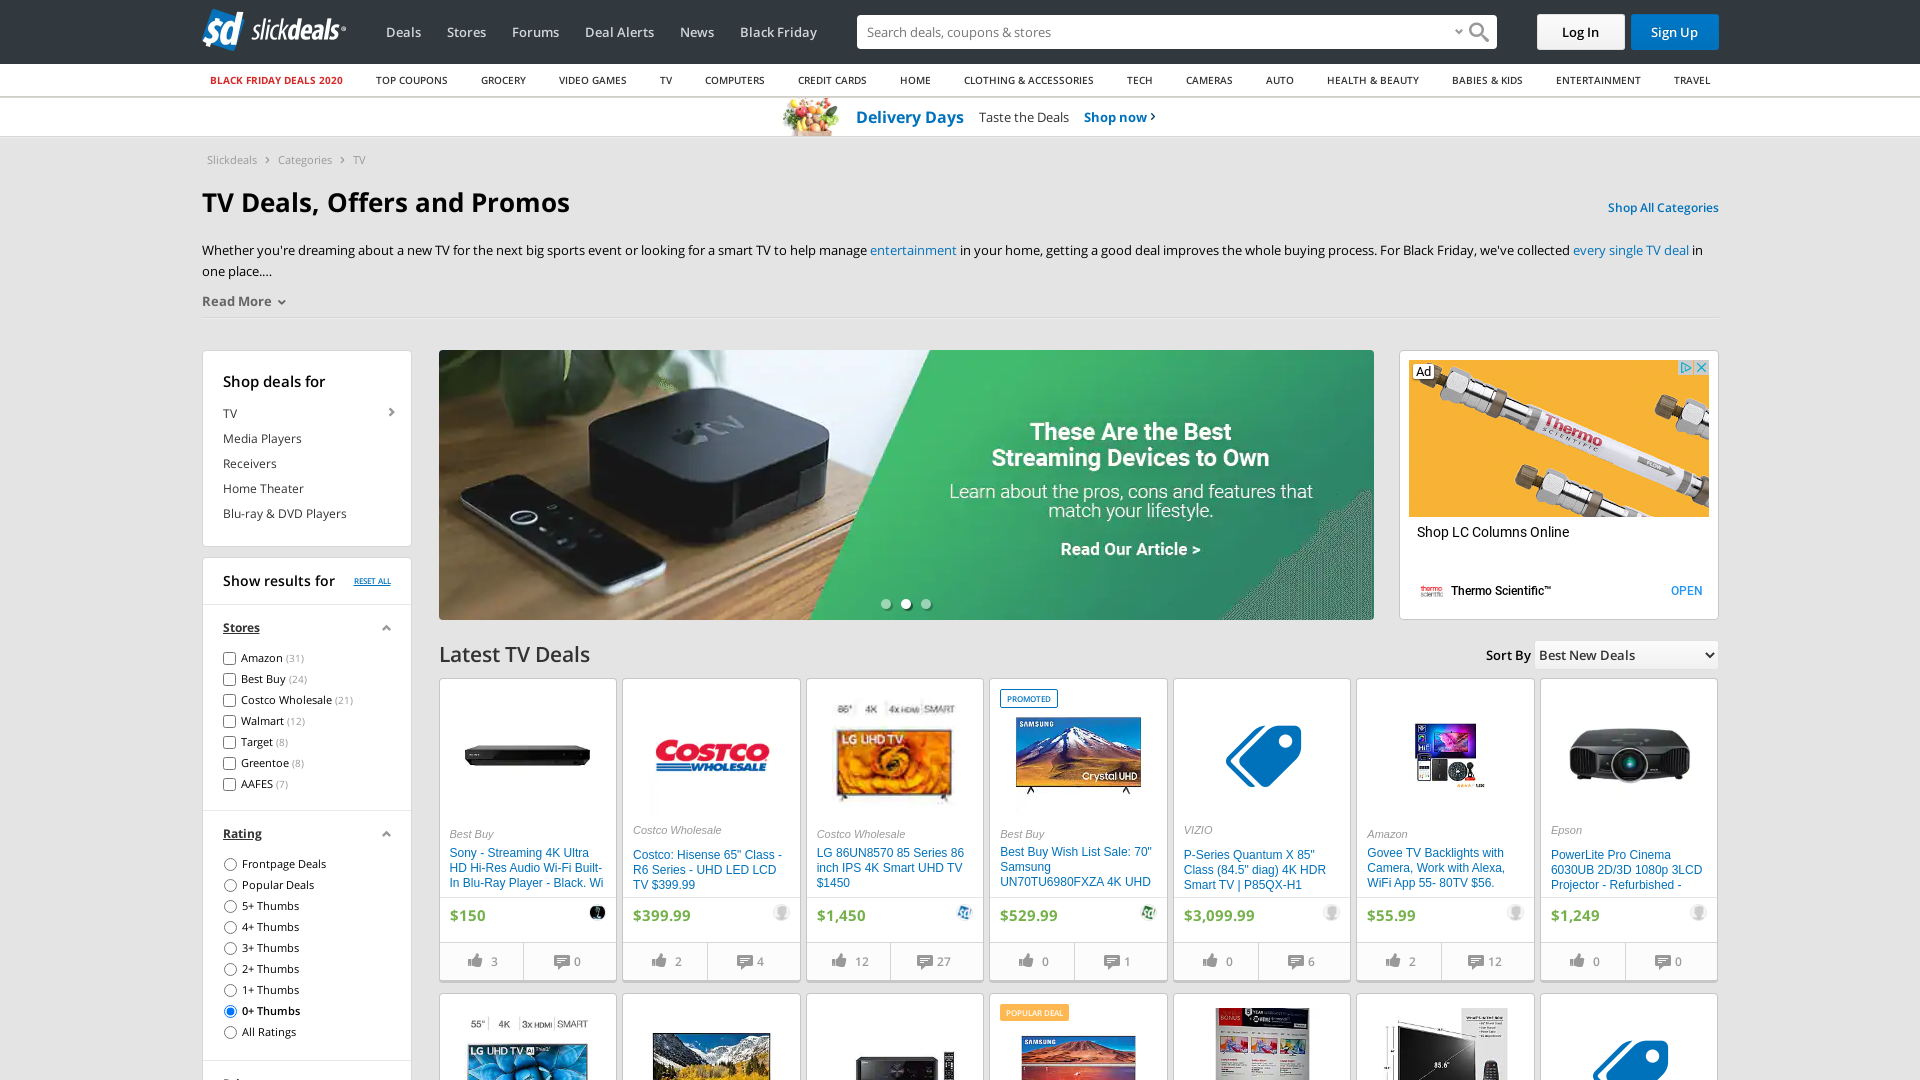 slickdeals
Deals
Stores
Forums
Deal Alerts
News
Black Friday
Search deals, coupons & stores
Log In
Sign Up
BLACK FRIDAY DEALS 2020
TOP COUPONS
GROCERY
VIDEO GAMES
TV
COMPUTERS
CREDIT CARDS
HOME
CLOTHING & ACCESSORIES
TECH
CAMERAS
AUTO
HEALTH & BEAUTY
BABIES & KIDS
ENTERTAINMENT
TRAVEL
Delivery Days Taste the Deals Shop now
Slickdeals Categories TV
TV Deals, Offers and Promos
Shop All Categories
Whether you're dreaming about a new TV for the next big sports event or looking for a smart TV to help manage entertainment in your home, getting a good deal improves the whole buying process. For Black Friday, we've collected every single TV deal in
one place....
Read More
Shop deals for
TV
Media Players
Receivers
Home Theater
Blu-ray & DVD Players
Show results for
RESET ALL
Stores
Amazon (31)
Best Buy (24)
Costco Wholesale (21)
Walmart (12)
Target (8)
Greentoe (8)
AAFES (7)
Rating
Frontpage Deals
Popular Deals
5+ Thumbs
4+ Thumbs
3+ Thumbs
2+ Thumbs
1+ Thumbs
0+ Thumbs
All Ratings
tv
These Are the Best
Streaming Devices to Own
Learn about the pros, cons and features that
match your lifestyle.
Read Our Article >
Ad
Thermo
SCIENTIFIC
FLOW
Shop LC Columns Online
thermo
scientific
Thermo Scientific™
OPEN
Latest TV Deals
Sort By
Best New Deals
Best Buy
Sony - Streaming 4K Ultra
HD Hi-Res Audio Wi-Fi Built-
In Blu-Ray Player - Black. Wi
$150
3
0
COSTCO
WHOLESALE
Costco Wholesale
Costco: Hisense 65" Class -
R6 Series - UHD LED LCD
TV $399.99
$399.99
2
4
86" 4K 4x HDMI SMART
LG UHD TV
Costco Wholesale
LG 86UN8570 85 Series 86
inch IPS 4K Smart UHD TV
$1450
$1,450
12
27
PROMOTED
SAMSUNG
Crystal UHD
Best Buy
Best Buy Wish List Sale: 70"
Samsung
UN70TU6980FXZA 4K UHD
$529.99
0
1
VIZIO
P-Series Quantum X 85"
Class (84.5" diag) 4K HDR
Smart TV | P85QX-H1
$3,099.99
0
6
Amazon
Govee TV Backlights with
Camera, Work with Alexa,
WiFi App 55- 80TV $56.
$55.99
2
12
Epson
PowerLite Pro Cinema
6030UB 2D/3D 1080p 3LCD
Projector - Refurbished -
$1,249
0
0
55" 4K 3x HDMI SMART
LG UHD TV AI
POPULAR DEAL
SAMSUNG
BONUS
85.6"